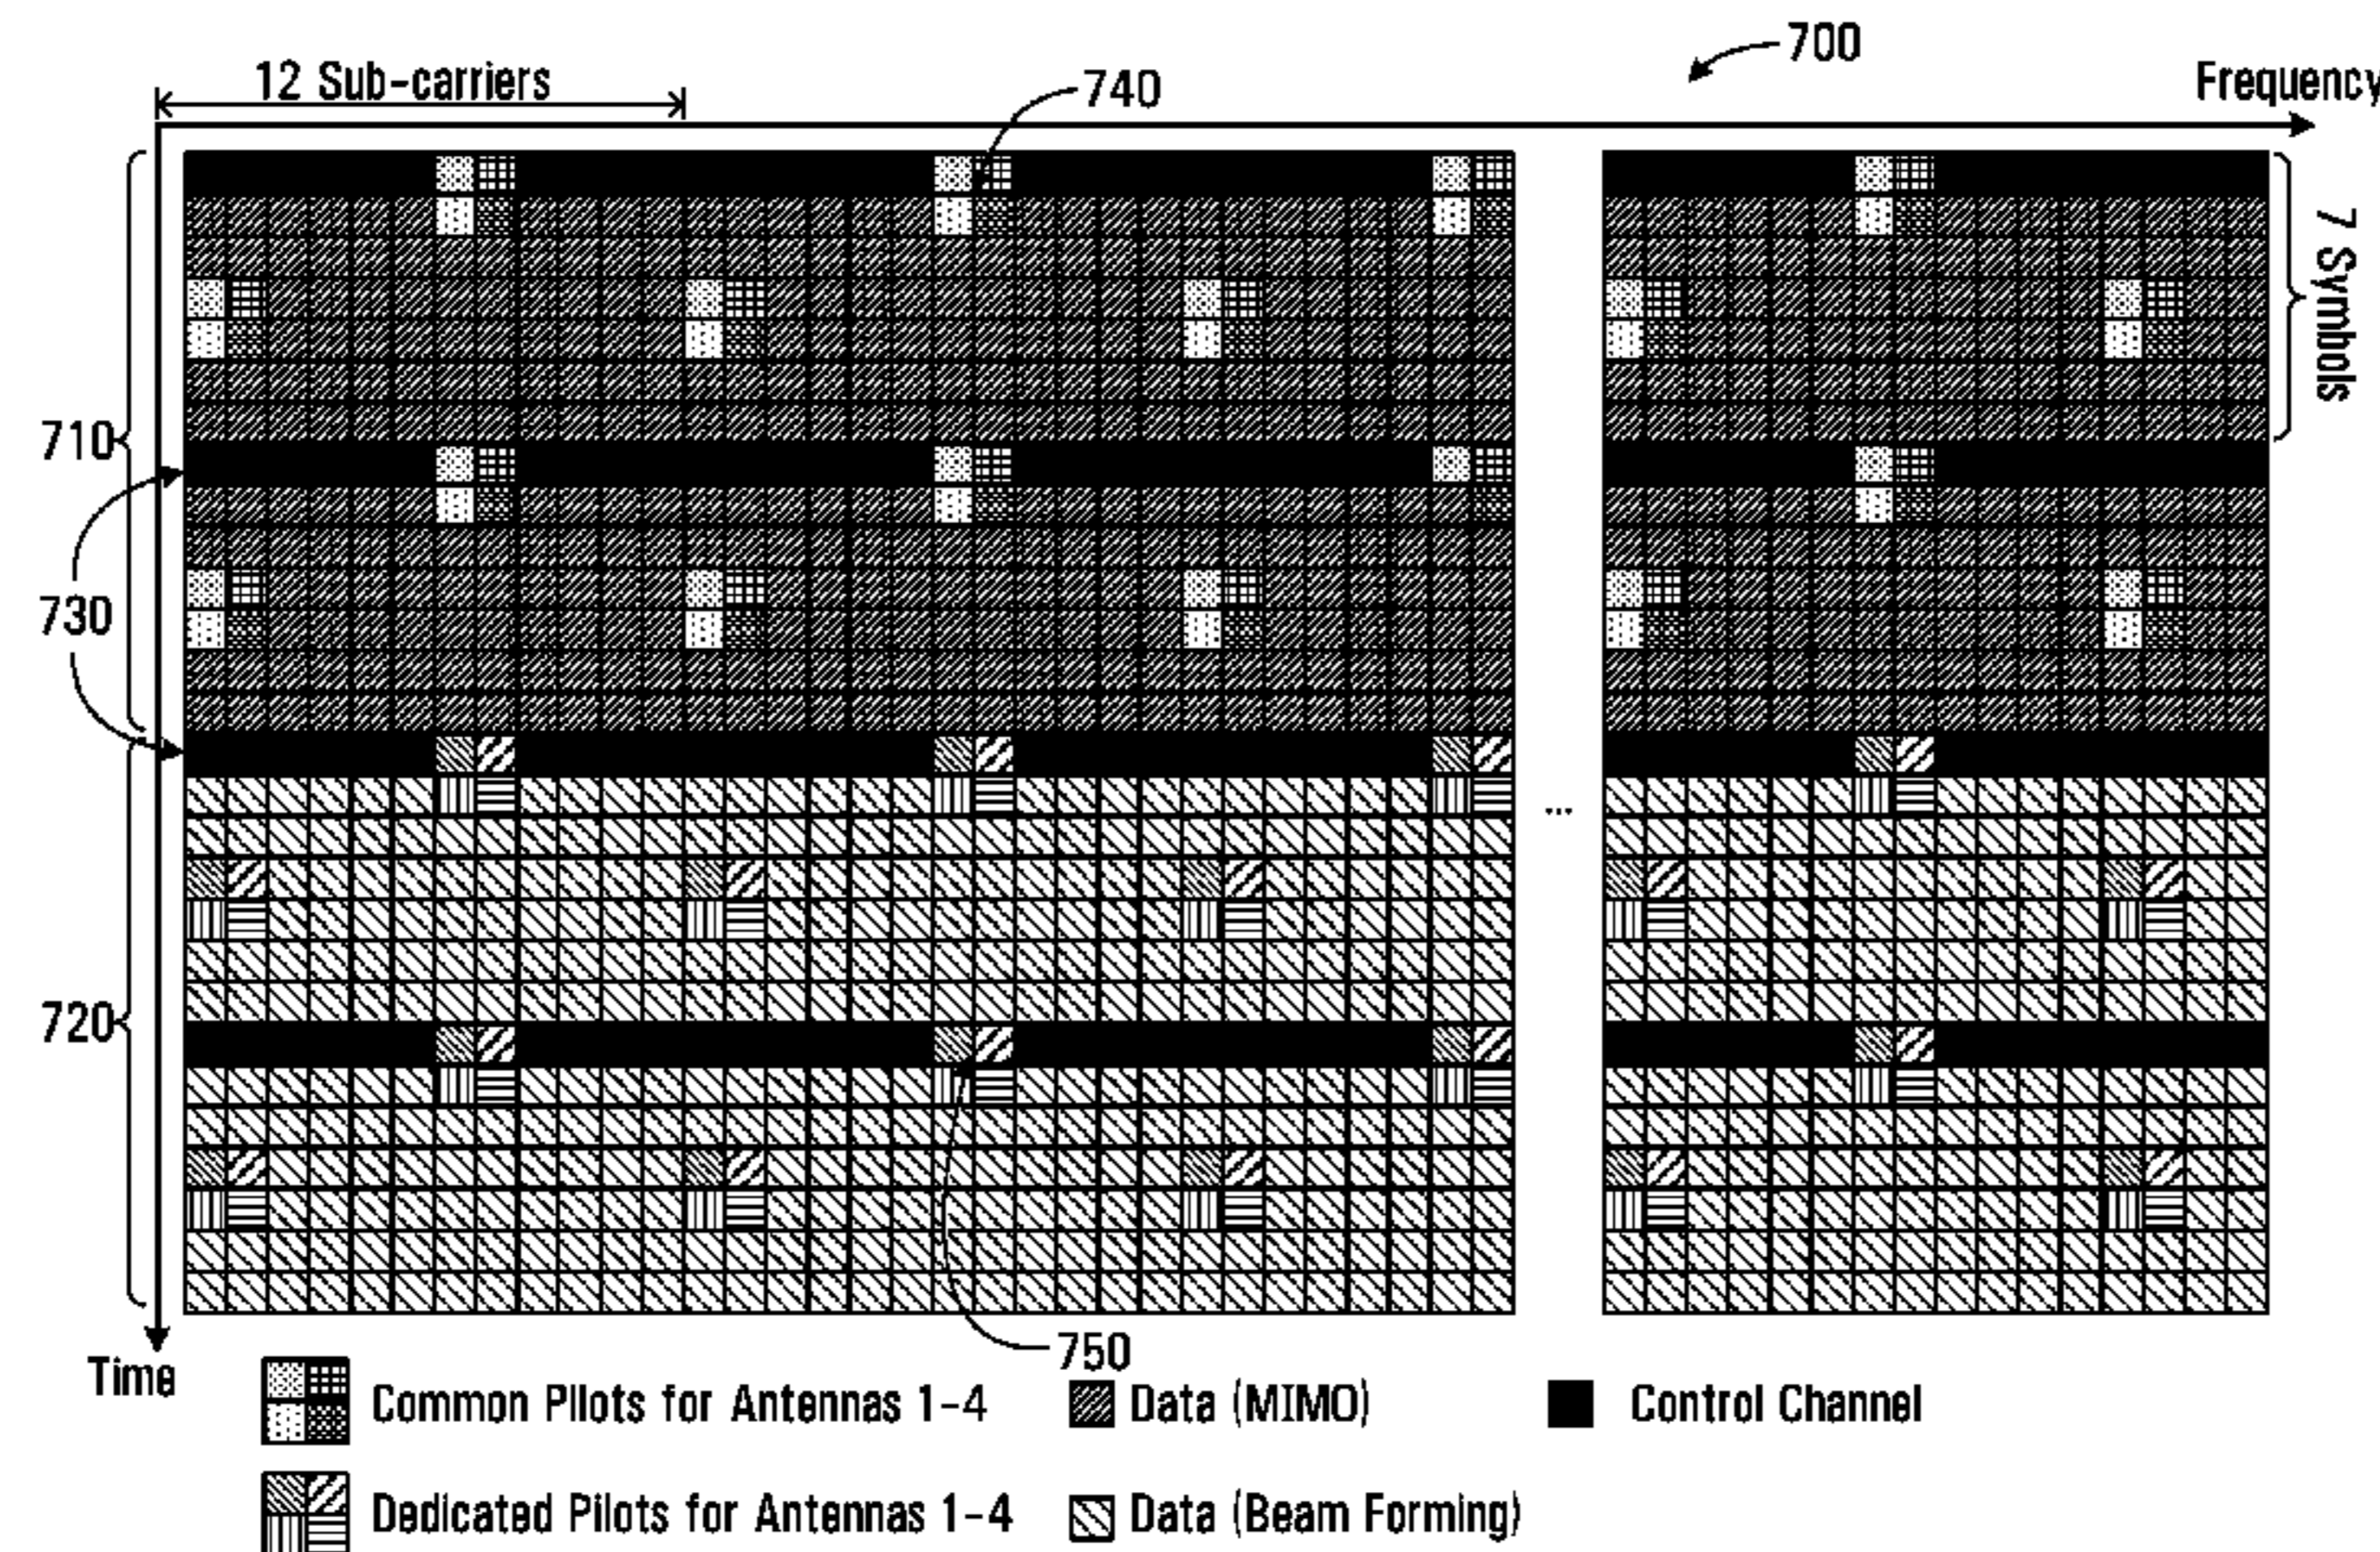 700
12 Sub-carriers
740
Frequency
7 Symbols
710
730
720
...
750
Time
Common Pilots for Antennas 1-4
Data (MIMO)
Control Channel
Dedicated Pilots for Antennas 1-4
Data (Beam Forming)